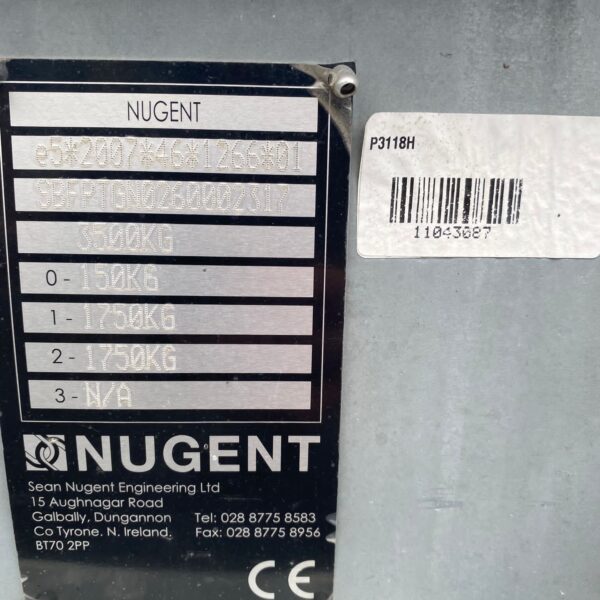 NUGENT
e5*2007*46*1266*01
3500KG
0 - 150KG
1 - 1750KG
2 - 1750KG
3 - N/A
NUGENT
Sean Nugent Engineering Ltd
15 Aughnagar Road
Galbally, Dungannon Tel: 028 8775 8583
Co Tyrone. N. Ireland. Fax: 028 8775 8956
BT70 2PP
CE
P3118H
11043087